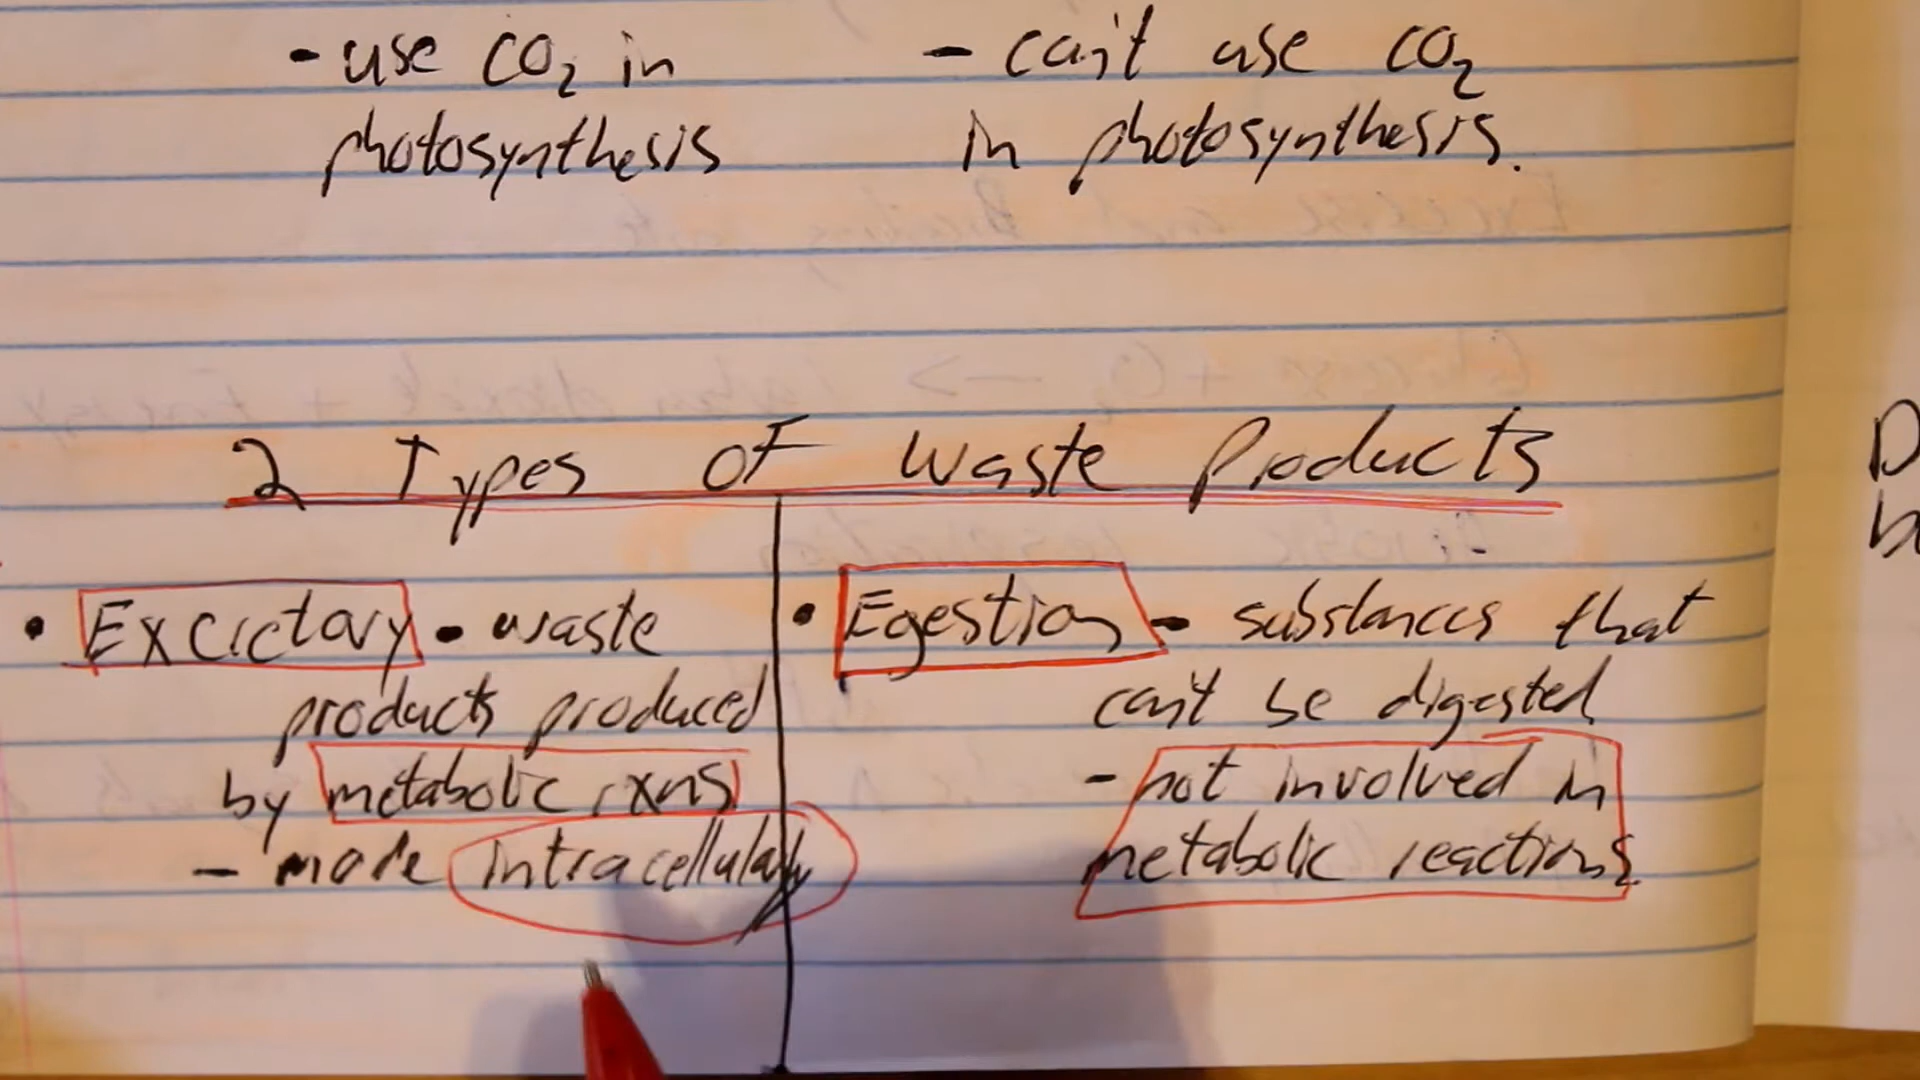 - use CO2 in
photosynthesis
- can't use CO2
in photosynthesis.
2 Types of Waste Products
• Excretory - waste
products produced
by metabolic rxns
- made intracellularly
• Egestion - substances that
can't be digested
- not involved in
metabolic reactions
D
b